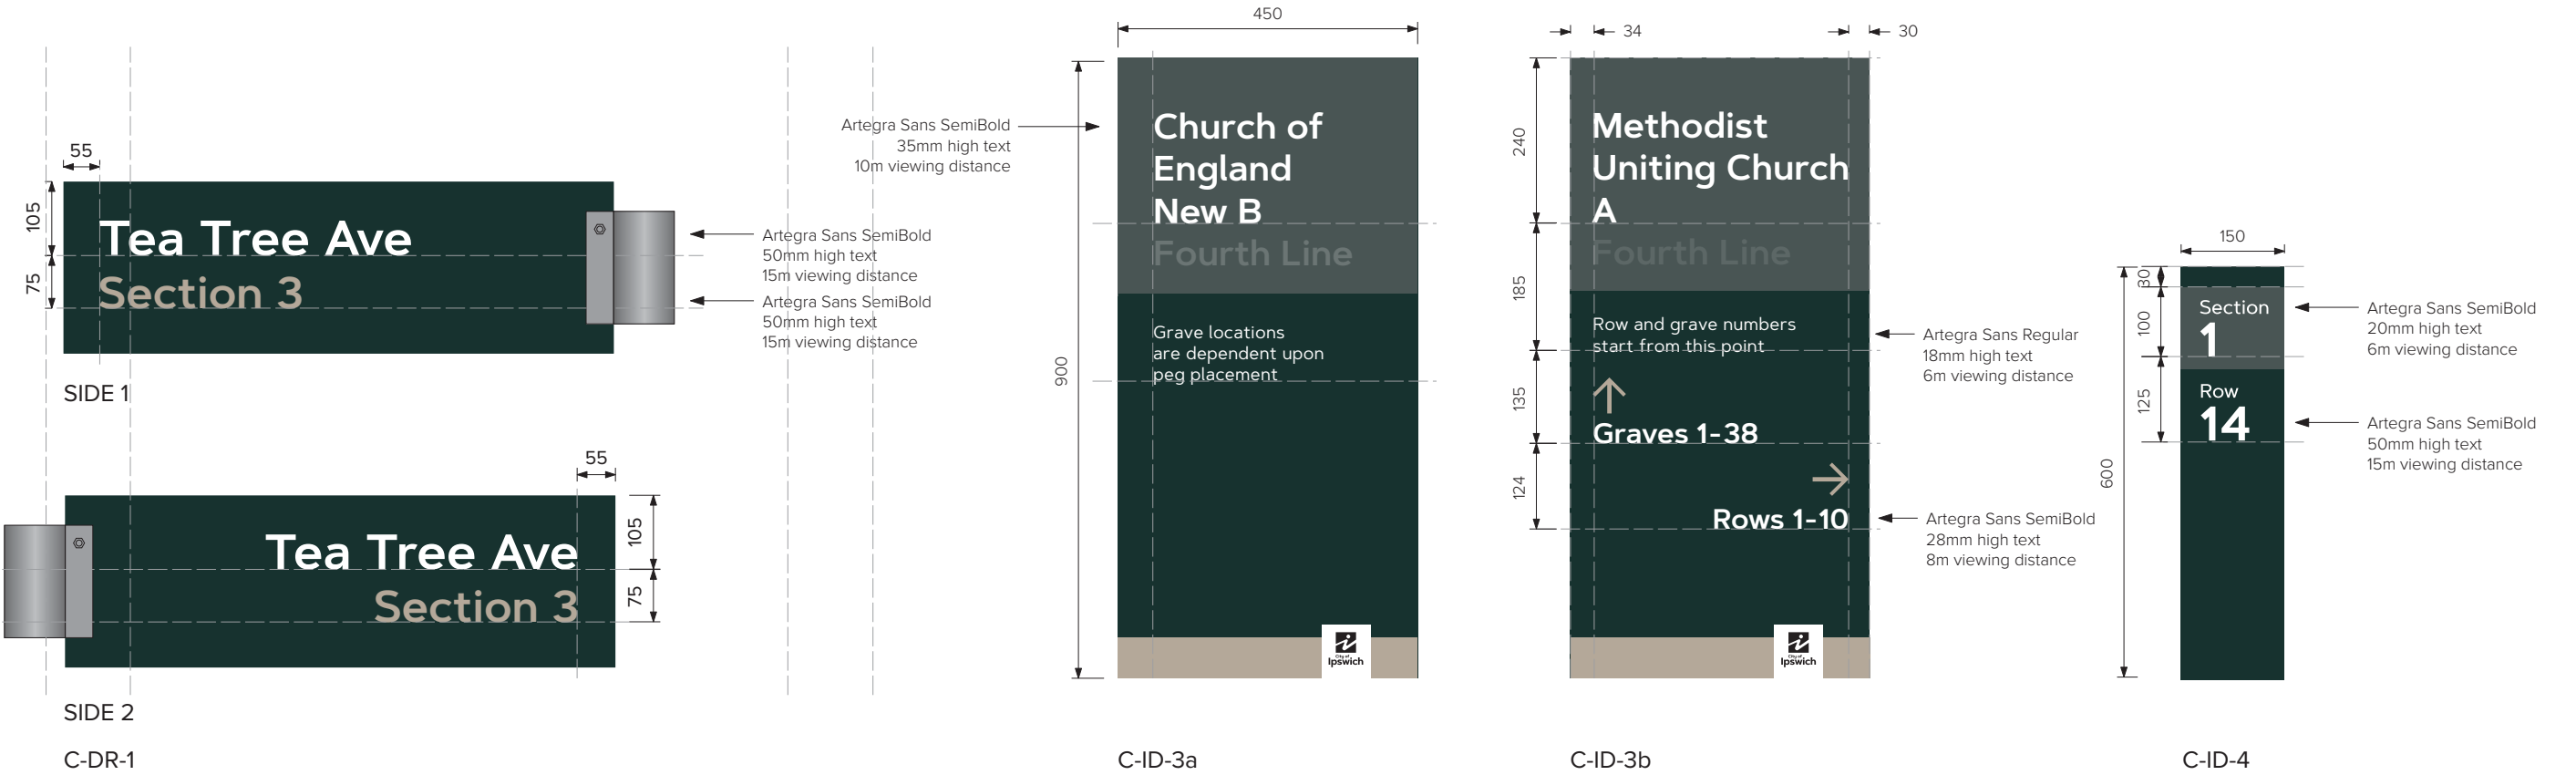 55
105
75
Tea Tree Ave
Section 3
Artegra Sans SemiBold
50mm high text
15m viewing distance
Artegra Sans SemiBold
50mm high text
15m viewing distance
SIDE 1
55
105
75
Tea Tree Ave
Section 3
SIDE 2
C-DR-1
450
900
Artegra Sans SemiBold
35mm high text
10m viewing distance
Church of
England
New B
Fourth Line
Grave locations
are dependent upon
peg placement
City of
Ipswich
C-ID-3a
34
30
240
185
135
124
Methodist
Uniting Church
A
Fourth Line
Row and grave numbers
start from this point
Graves 1-38
Rows 1-10
Artegra Sans Regular
18mm high text
6m viewing distance
Artegra Sans SemiBold
28mm high text
8m viewing distance
City of
Ipswich
C-ID-3b
150
30
100
125
600
Section
1
Row
14
Artegra Sans SemiBold
20mm high text
6m viewing distance
Artegra Sans SemiBold
50mm high text
15m viewing distance
C-ID-4